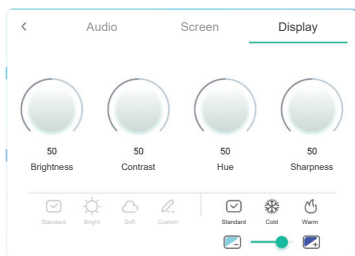 Audio Screen Display
50 50 50 50
Brightness Contrast Hue Sharpness
Standard Bright Soft Custom Standard Cold Warm